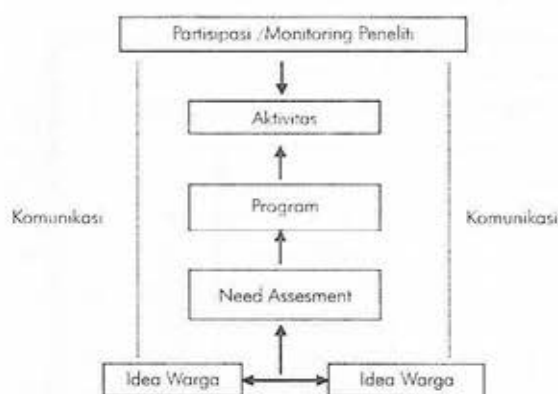 Partisipasi /Monitoring Peneliti
Aktivitas
Program
Komunikasi
Komunikasi
Need Assesment
Idea Warga
Idea Warga